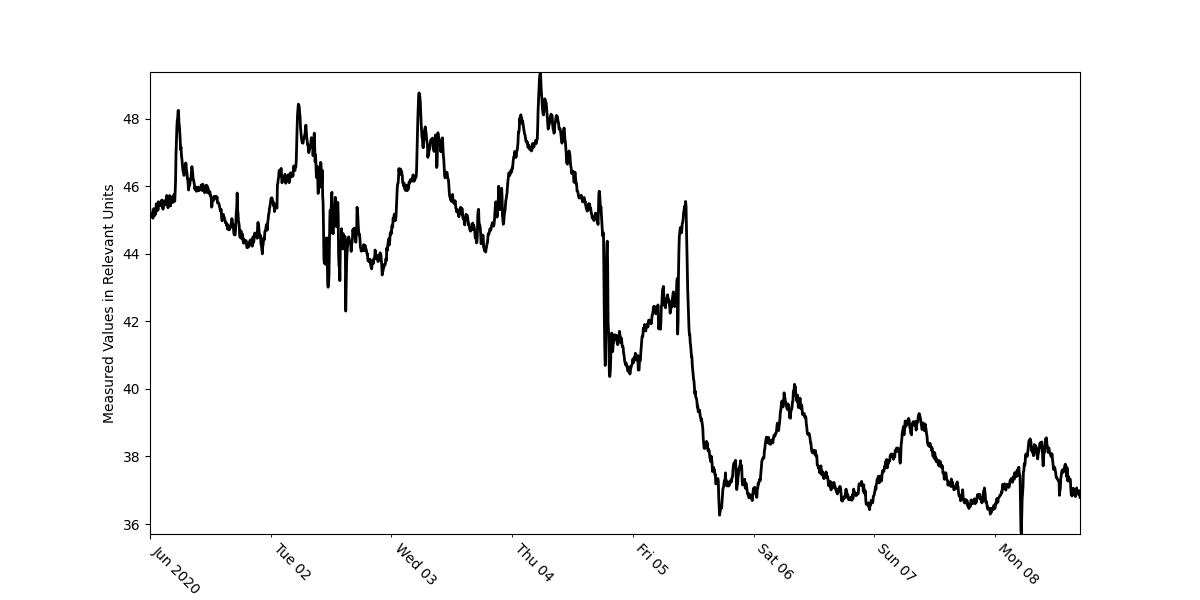 48
46
44
42
40
38
36
Measured Values in Relevant Units
Jun 2020
Tue 02
Wed 03
Thu 04
Fri 05
Sat 06
Sun 07
Mon 08